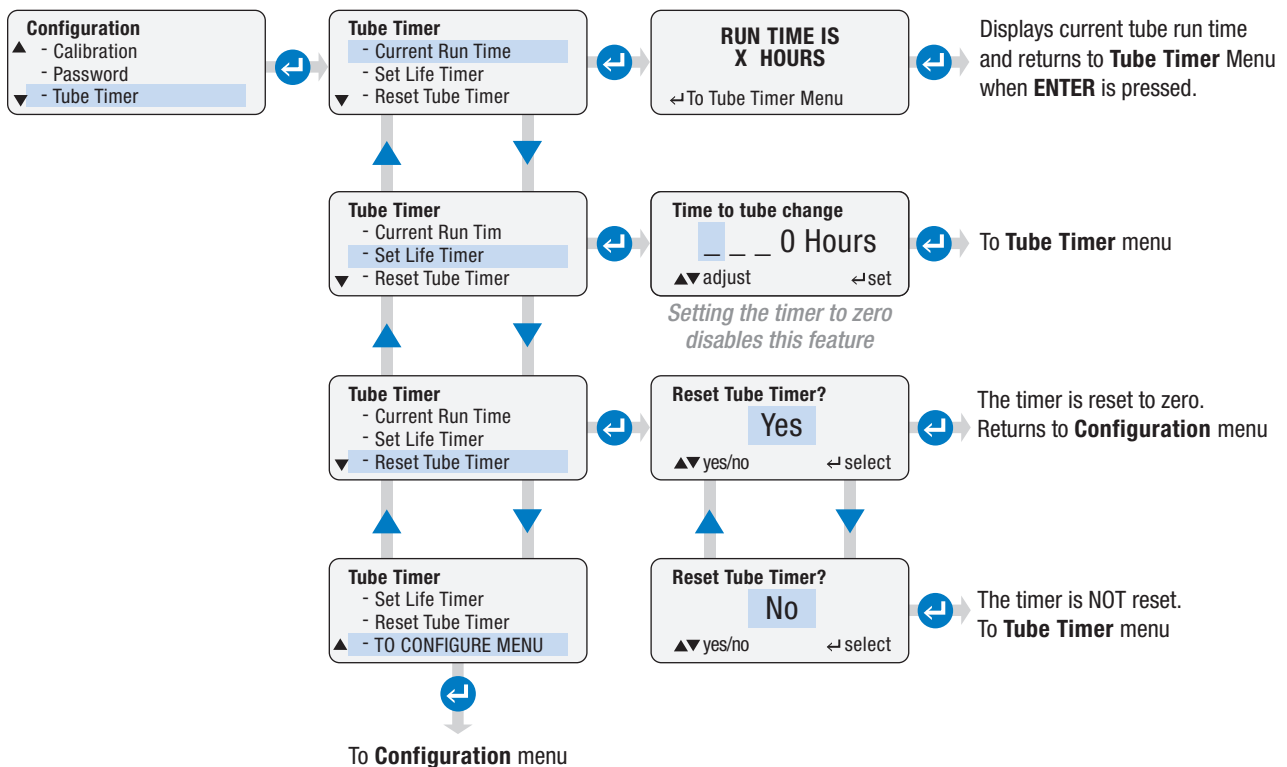 Configuration
▲ - Calibration
- Password
▼ - Tube Timer
Tube Timer
- Current Run Time
- Set Life Timer
▼ - Reset Tube Timer
RUN TIME IS
X HOURS
↵To Tube Timer Menu
Displays current tube run time
and returns to Tube Timer Menu
when ENTER is pressed.
Tube Timer
- Current Run Tim
- Set Life Timer
▼ - Reset Tube Timer
Time to tube change
_ _ _ 0 Hours
▲▼ adjust ↵set
Setting the timer to zero
disables this feature
To Tube Timer menu
Tube Timer
- Current Run Time
- Set Life Timer
▼ - Reset Tube Timer
Reset Tube Timer?
Yes
▲▼ yes/no ↵ select
The timer is reset to zero.
Returns to Configuration menu
Tube Timer
- Set Life Timer
- Reset Tube Timer
▲ - TO CONFIGURE MENU
Reset Tube Timer?
No
▲▼ yes/no ↵ select
The timer is NOT reset.
To Tube Timer menu
To Configuration menu